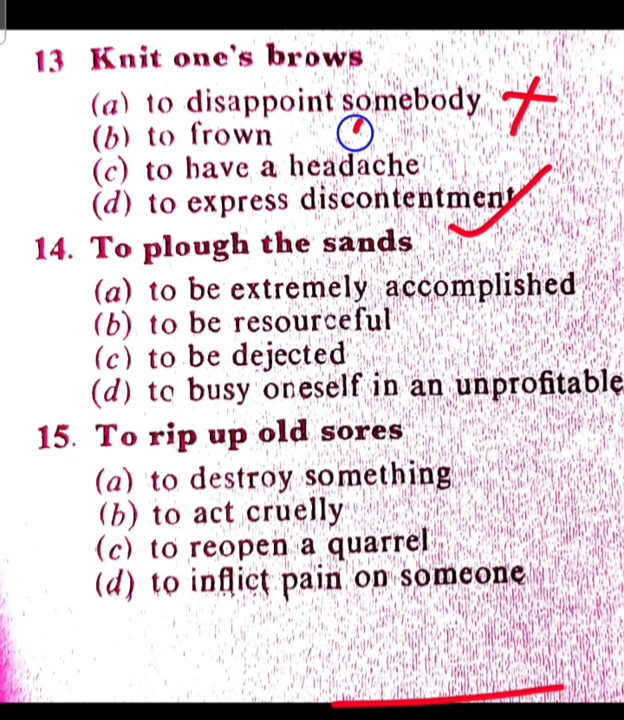 13 Knit one's brows
(a) to disappoint somebody
(b) to frown
(c) to have a headache
(d) to express discontentment
14. To plough the sands
(a) to be extremely accomplished
(b) to be resourceful
(c) to be dejected
(d) to busy oneself in an unprofitable
15. To rip up old sores
(a) to destroy something
(b) to act cruelly
(c) to reopen a quarrel
(d) to inflict pain on someone